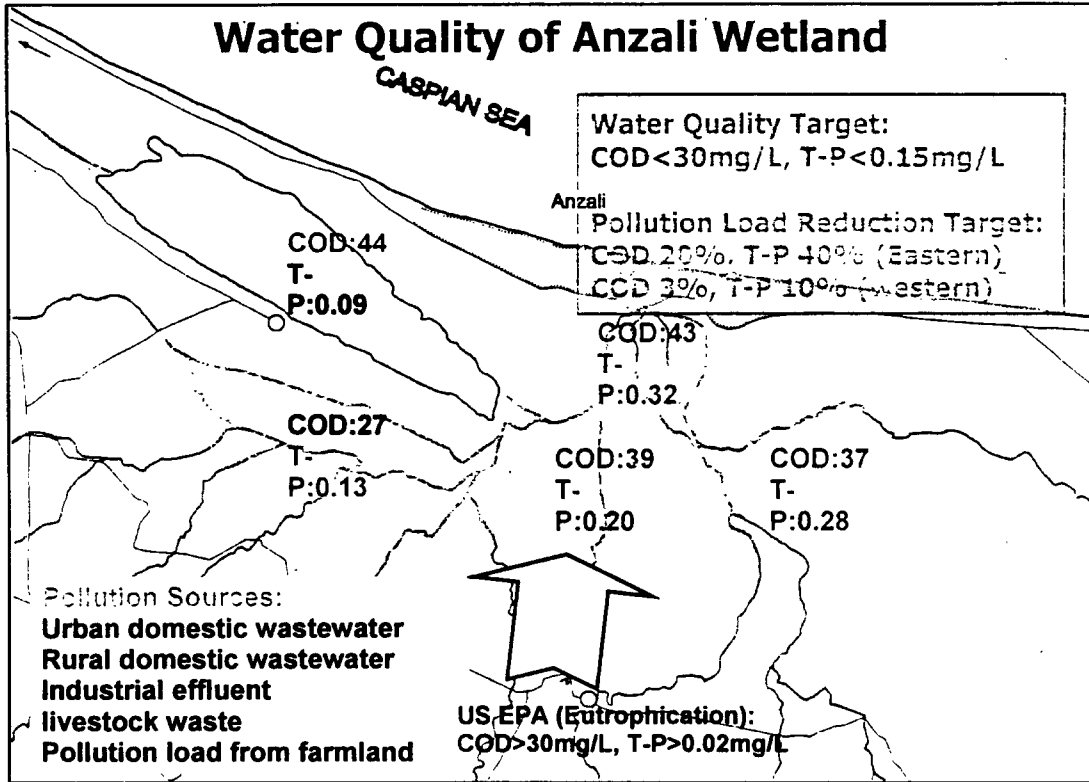 Water Quality of Anzali Wetland
CASPIAN SEA
Water Quality Target:
COD<30mg/L, T-P<0.15mg/L
Anzali
Pollution Load Reduction Target:
COD 20%, T-P 40% (Eastern)
COD 3%, T-P 10% (Western)
COD:44
T-
P:0.09
COD:43
T-
P:0.32
COD:27
T-
P:0.13
COD:39
T-
P:0.20
COD:37
T-
P:0.28
Pollution Sources:
Urban domestic wastewater
Rural domestic wastewater
Industrial effluent
livestock waste
Pollution load from farmland
US EPA (Eutrophication):
COD>30mg/L, T-P>0.02mg/L